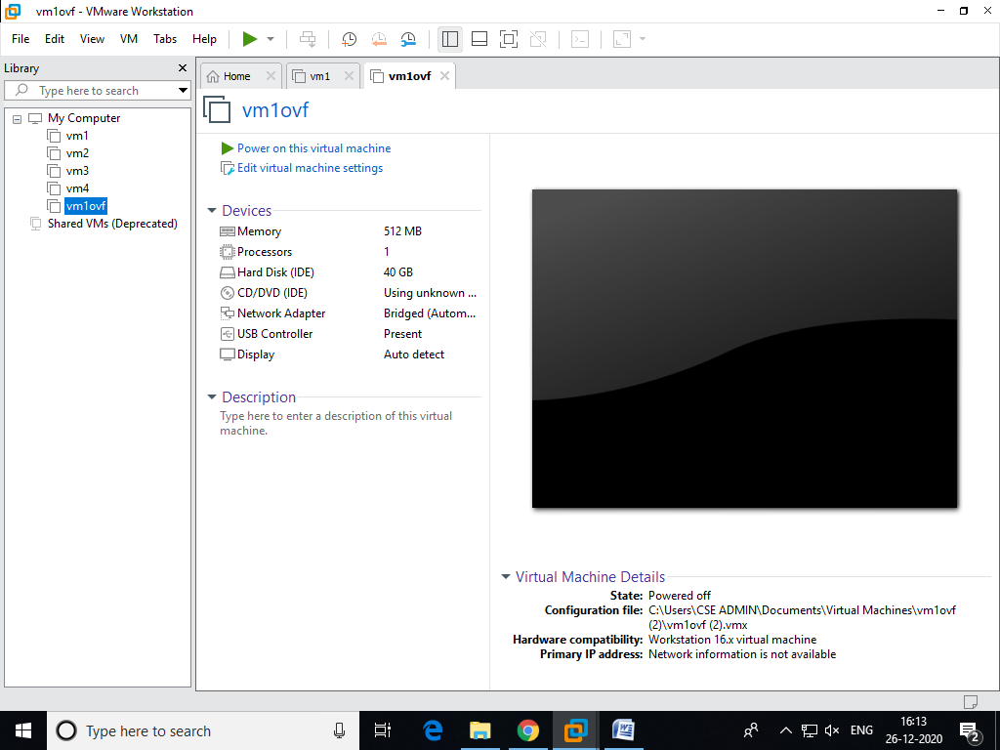 vm1ovf - VMware Workstation
File Edit View VM Tabs Help
Library
Type here to search
My Computer
vm1
vm2
vm3
vm4
vm1ovf
Shared VMs (Deprecated)
Home vm1 vm1ovf
vm1ovf
Power on this virtual machine
Edit virtual machine settings
Devices
Memory 512 MB
Processors 1
Hard Disk (IDE) 40 GB
CD/DVD (IDE) Using unknown ...
Network Adapter Bridged (Autom...
USB Controller Present
Display Auto detect
Description
Type here to enter a description of this virtual
machine.
Virtual Machine Details
State: Powered off
Configuration file: C:\Users\CSE ADMIN\Documents\Virtual Machines\vm1ovf
(2)\vm1ovf (2).vmx
Hardware compatibility: Workstation 16.x virtual machine
Primary IP address: Network information is not available
Type here to search
ENG
16:13
26-12-2020
2